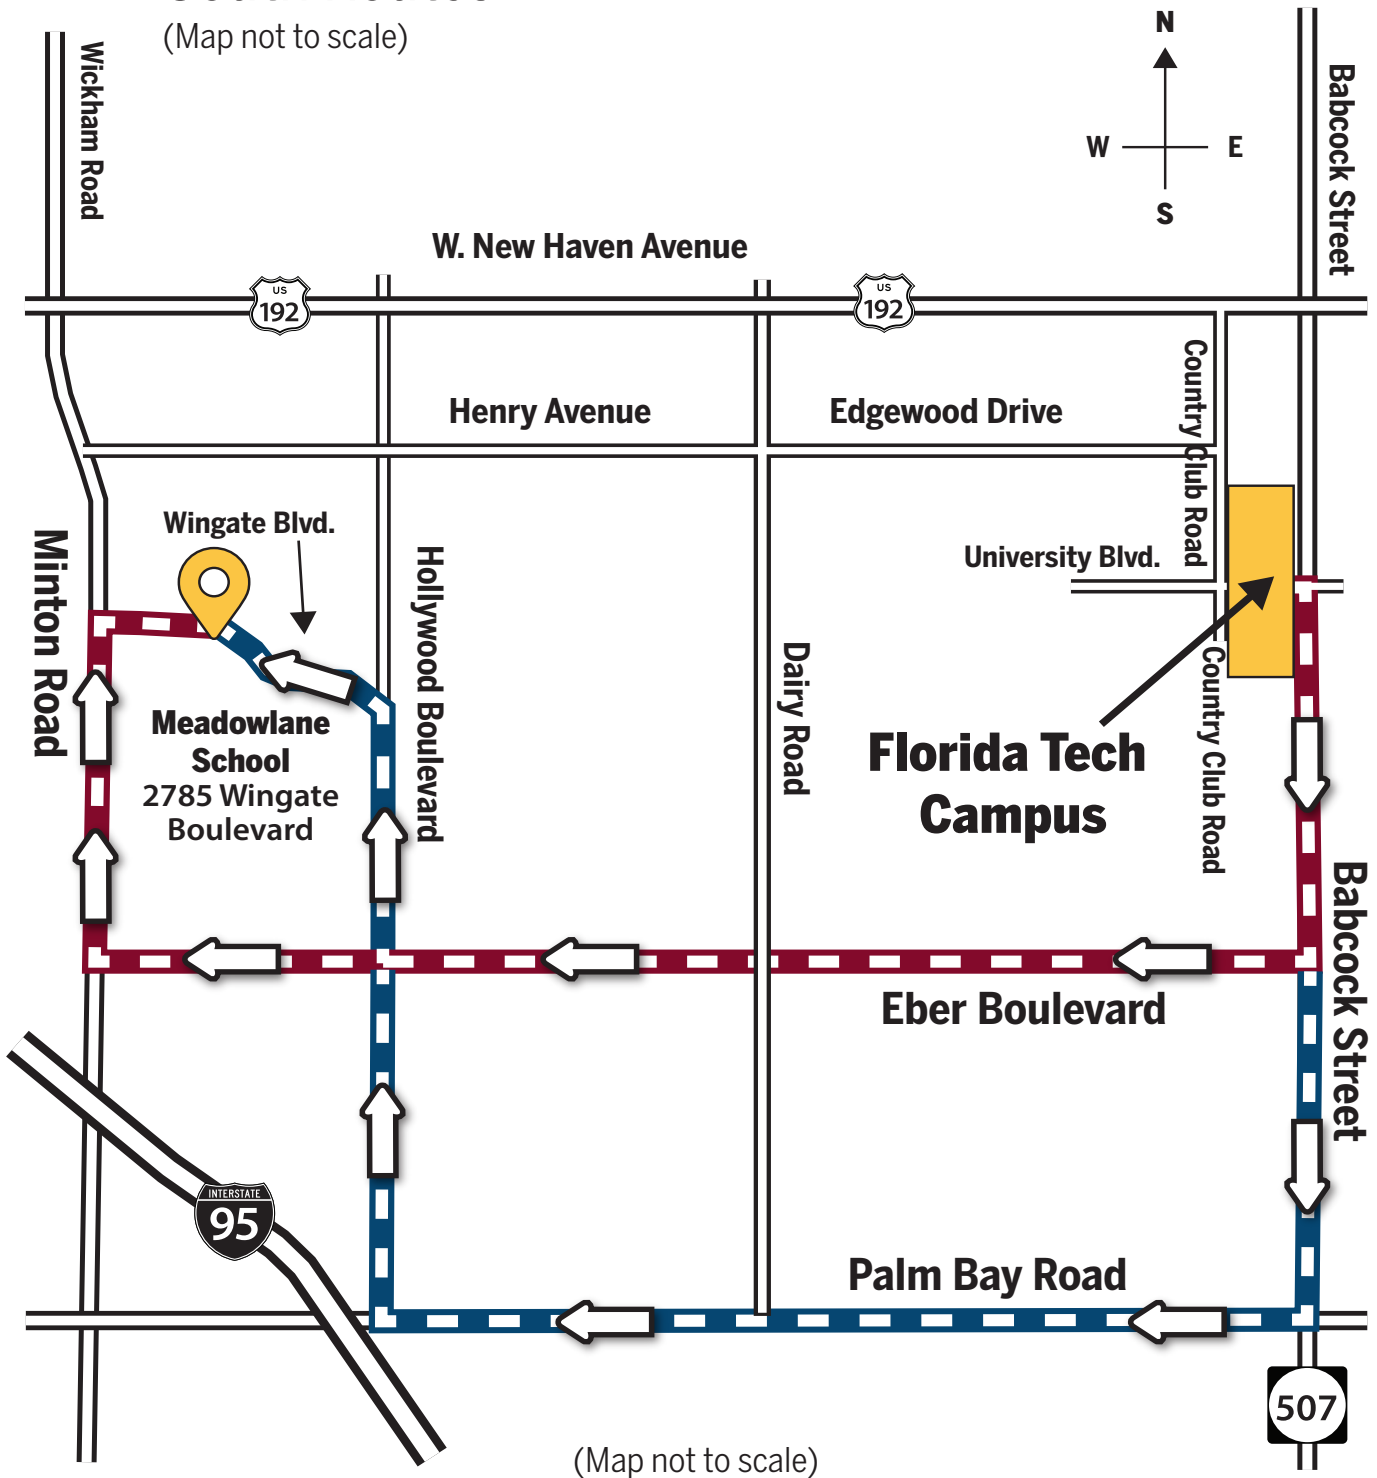 (Map not to scale)
N
W
E
S
Wickham Road
Babcock Street
W. New Haven Avenue
US
192
US
192
Country Club Road
Henry Avenue
Edgewood Drive
Wingate Blvd.
University Blvd.
Minton Road
Hollywood Boulevard
Dairy Road
Country Club Road
Meadowlane
School
2785 Wingate
Boulevard
Florida Tech
Campus
Babcock Street
Eber Boulevard
INTERSTATE
95
Palm Bay Road
507
(Map not to scale)